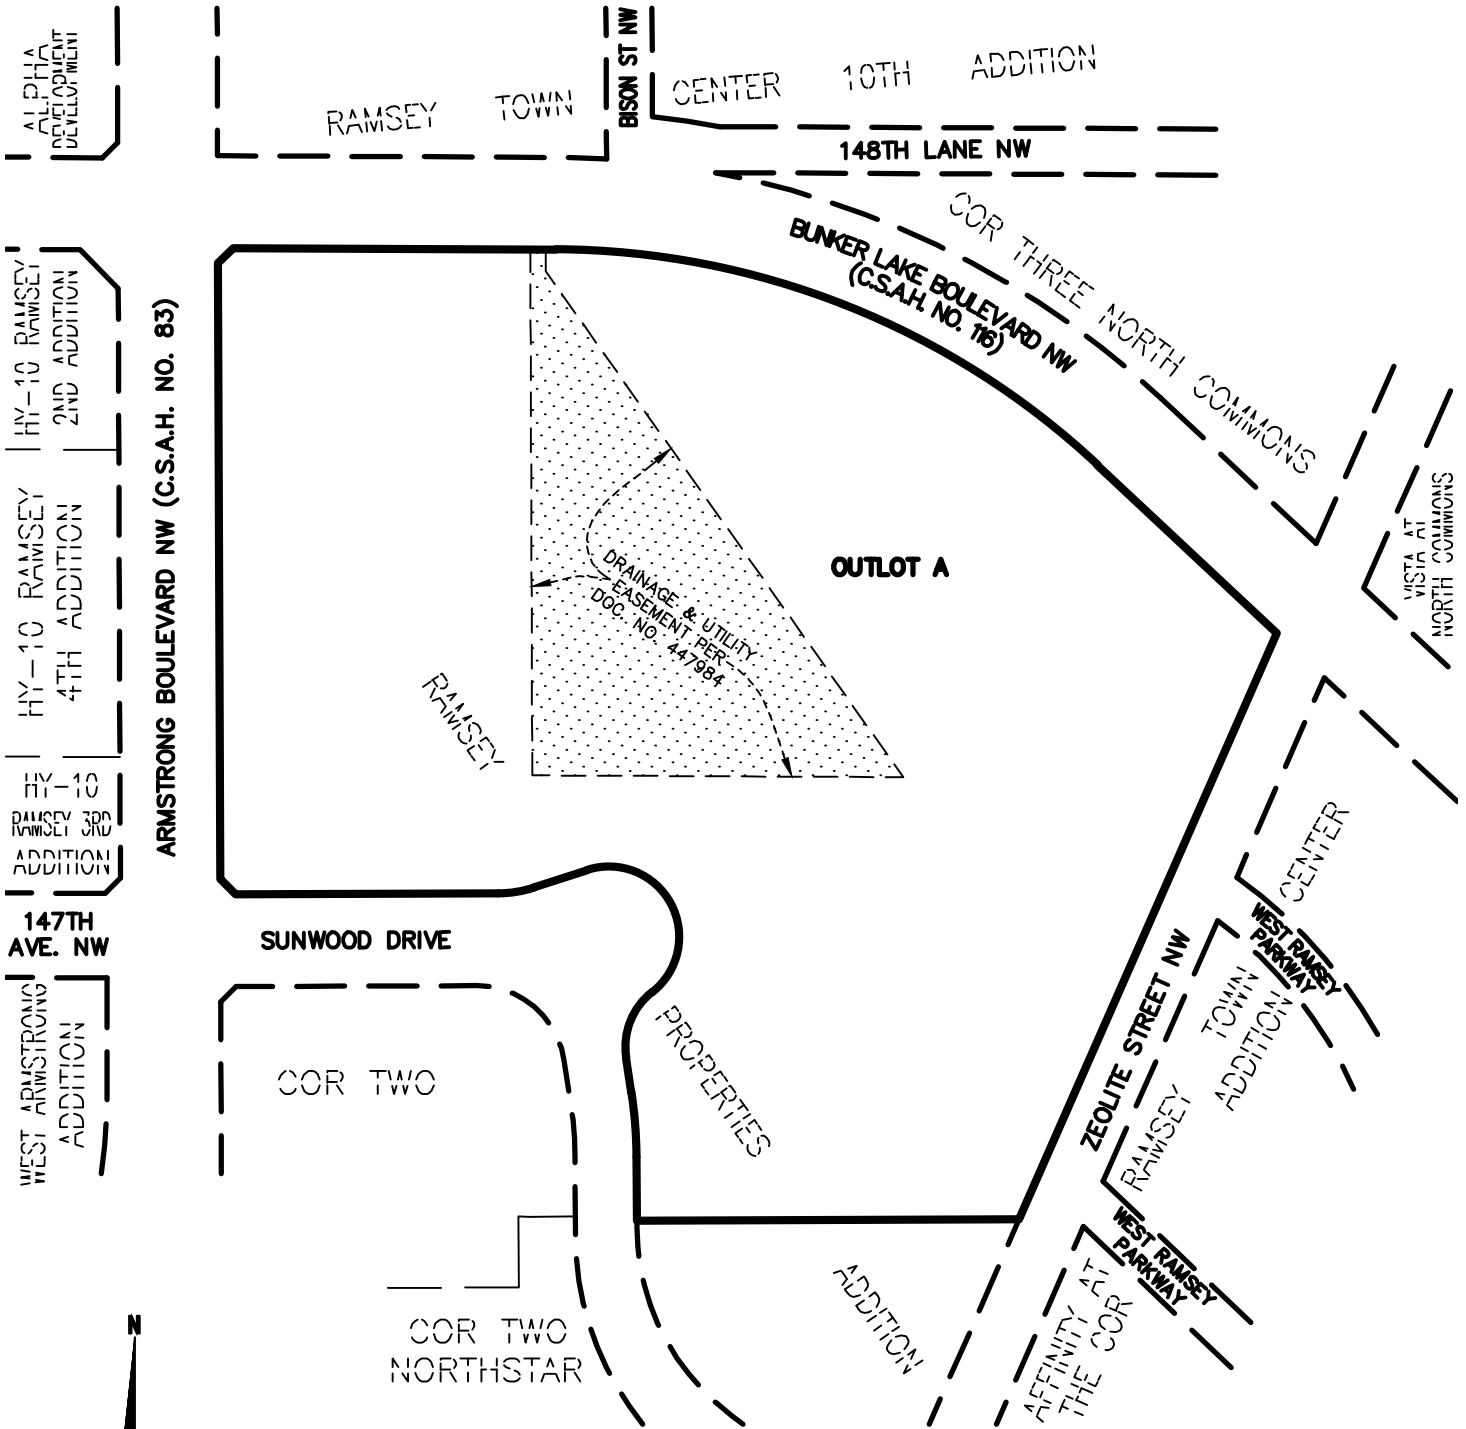 ALPHA
DEVELOPMENT
BISON ST NW
RAMSEY TOWN
CENTER 10TH ADDITION
148TH LANE NW
COR THREE NORTH COMMONS
BUNKER LAKE BOULEVARD NW
(C.S.A.H. NO. 116)
HY-10 RAMSEY
2ND ADDITION
HY-10 RAMSEY
4TH ADDITION
HY-10
RAMSEY 3RD
ADDITION
ARMSTRONG BOULEVARD NW (C.S.A.H. NO. 83)
OUTLOT A
DRAINAGE & UTILITY
EASEMENT PER
DOC. NO. 447984
VISTA AT
NORTH COMMONS
RAMSEY
PROPERTIES
ADDITION
147TH
AVE. NW
SUNWOOD DRIVE
WEST ARMSTRONG
ADDITION
COR TWO
ZEOLITE STREET NW
RAMSEY TOWN CENTER
ADDITION
WEST RAMSEY
PARKWAY
WEST RAMSEY
PARKWAY
AFFINITY AT
THE COR
COR TWO
NORTHSTAR
N